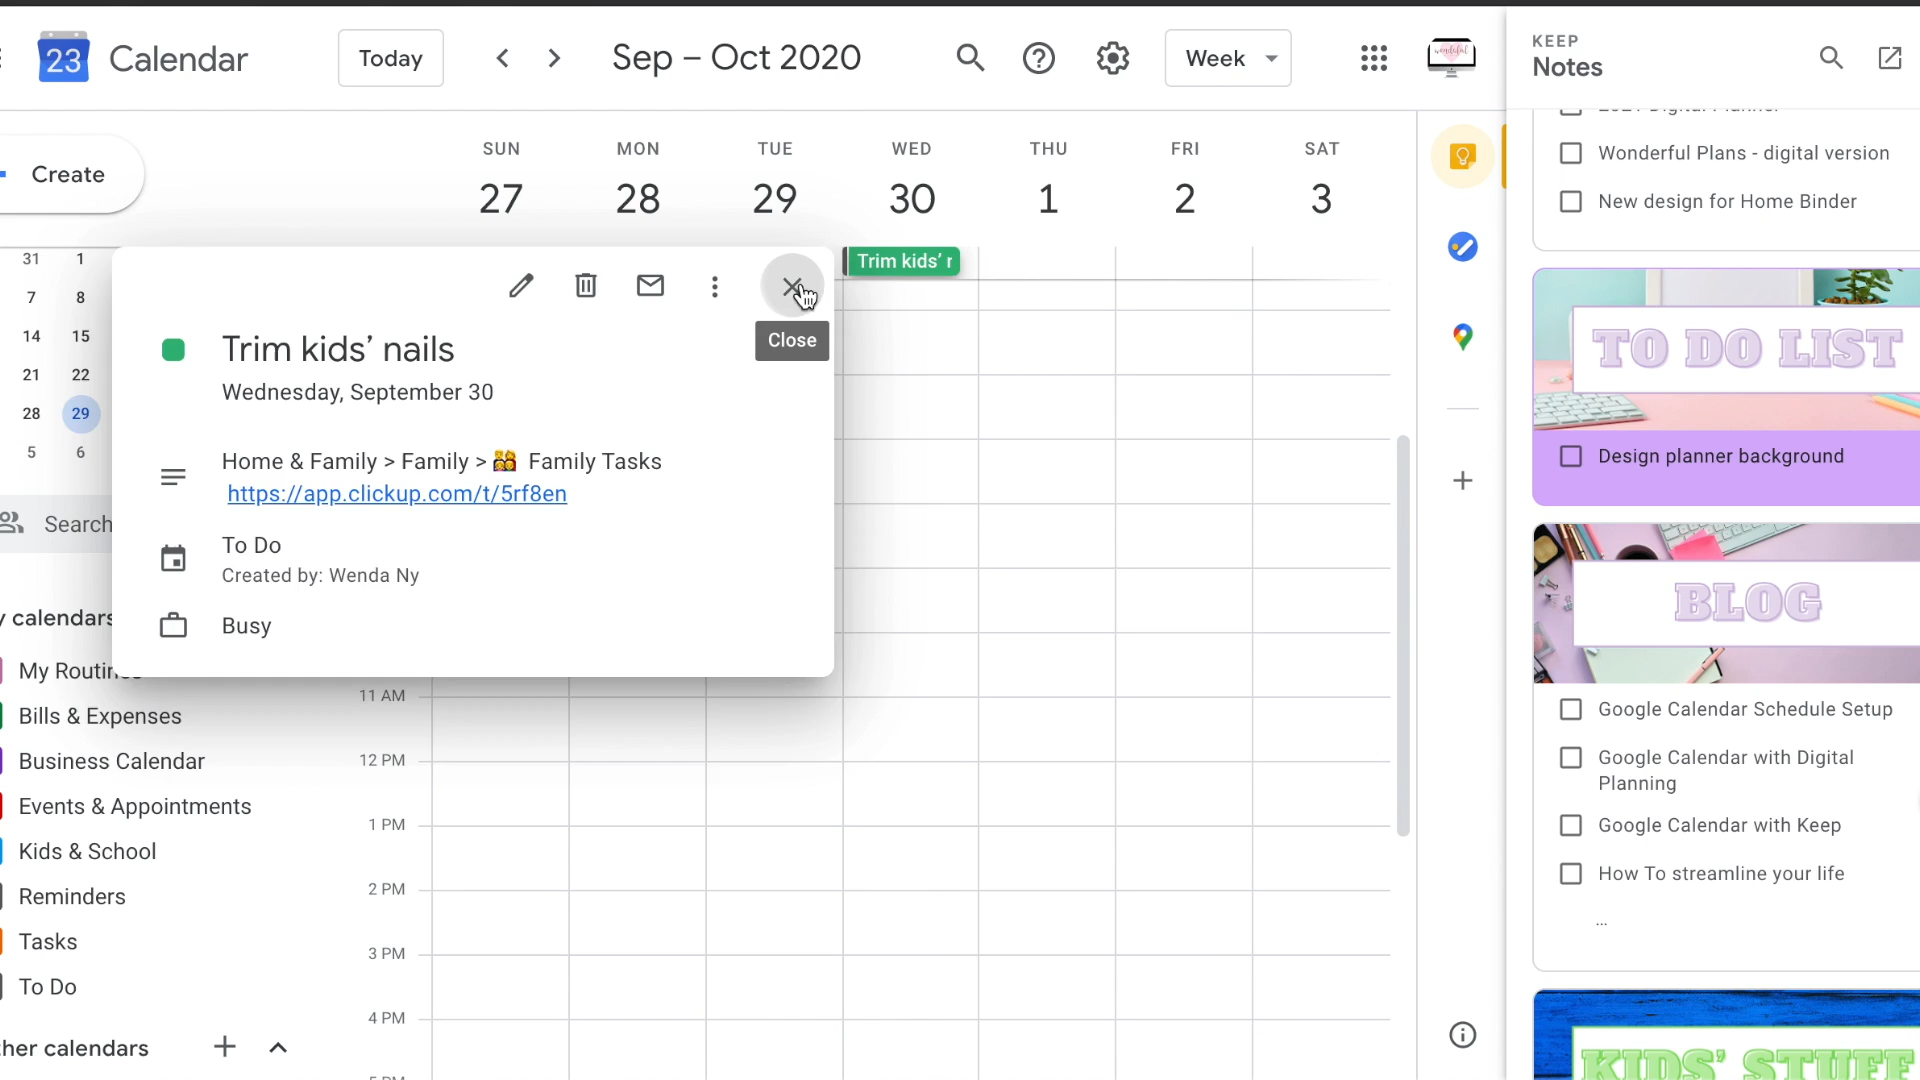 23 Calendar
Today
Sep – Oct 2020
Week
KEEP
Notes
Create
SUN MON TUE WED THU FRI SAT
27 28 29 30 1 2 3
31 1
7 8
14 15
21 22
28 29
5 6
Search
Trim kids’
Close
Trim kids’ nails
Wednesday, September 30
Home & Family > Family > 👨‍👩‍👧‍👦 Family Tasks
https://app.clickup.com/t/5rf8en
To Do
Created by: Wenda Ny
Busy
calendars
My
Bills & Expenses
Business Calendar
Events & Appointments
Kids & School
Reminders
Tasks
To Do
calendars
11 AM
12 PM
1 PM
2 PM
3 PM
4 PM
Wonderful Plans - digital version
New design for Home Binder
TO DO LIST
Design planner background
BLOG
Google Calendar Schedule Setup
Google Calendar with Digital
Planning
Google Calendar with Keep
How To streamline your life
...
KIDS' STUFF